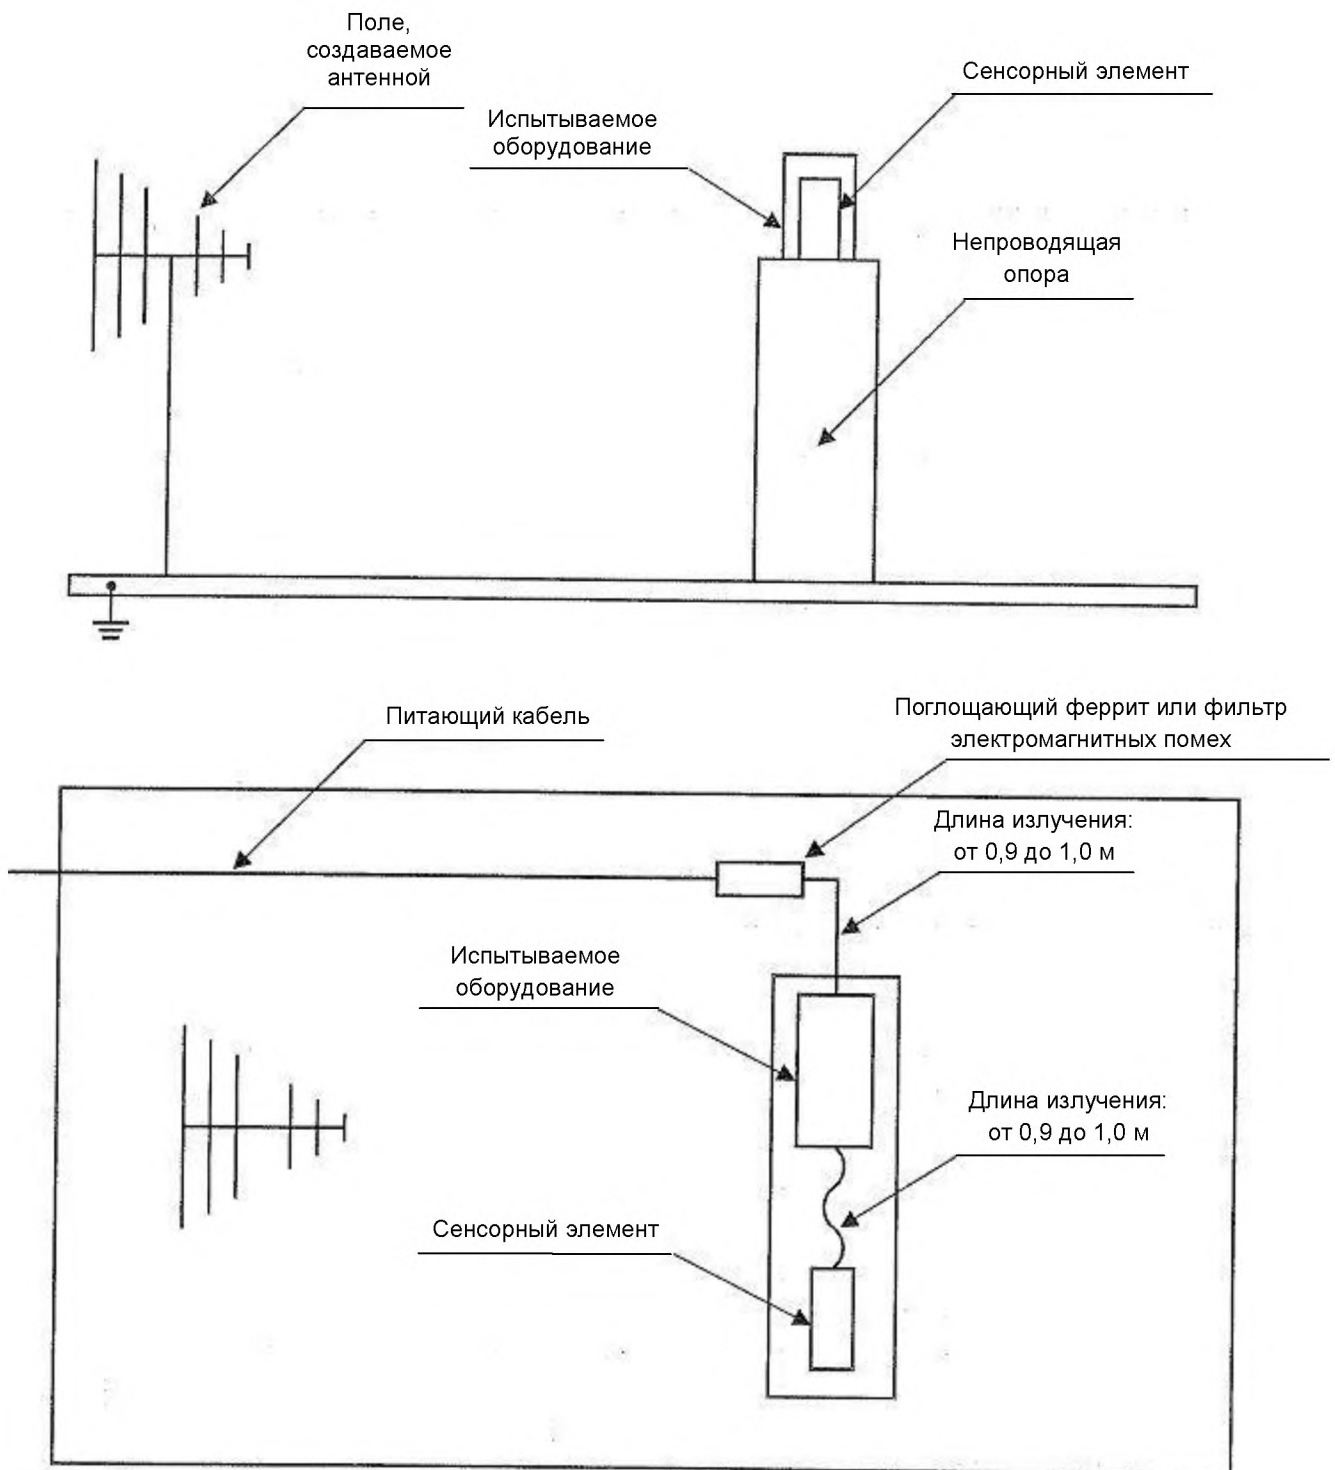 Поле,
создаваемое
антенной
Сенсорный элемент
Испытываемое
оборудование
Непроводящая
опора
Питающий кабель
Поглощающий феррит или фильтр
электромагнитных помех
Длина излучения:
от 0,9 до 1,0 м
Испытываемое
оборудование
Длина излучения:
от 0,9 до 1,0 м
Сенсорный элемент